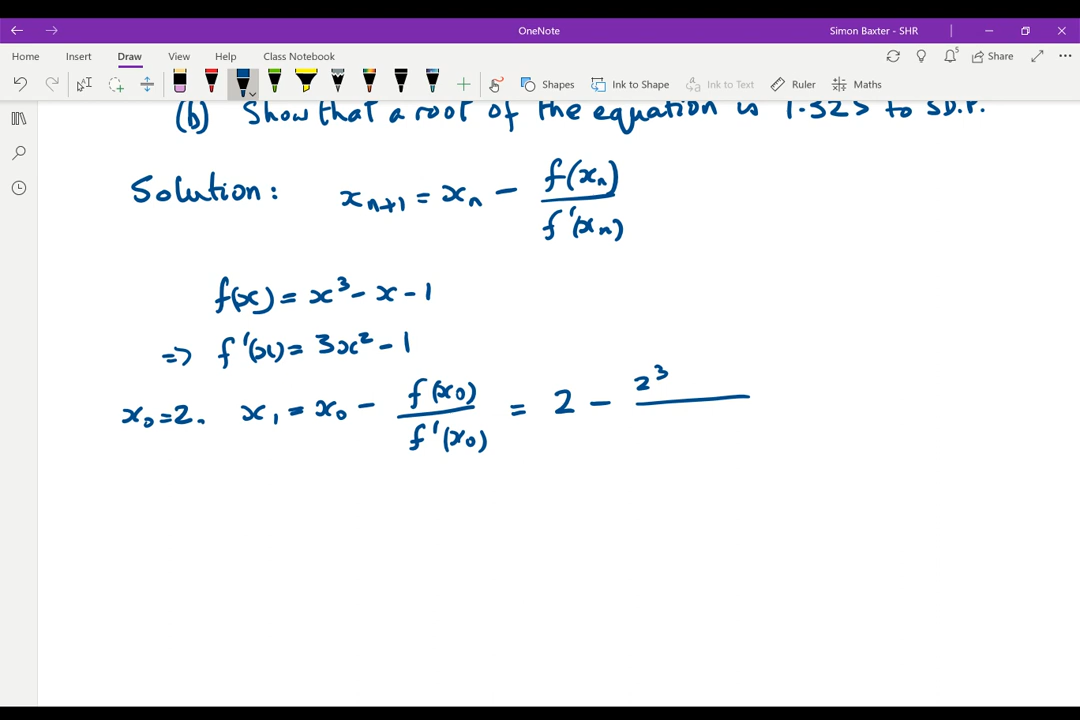 OneNote
Simon Baxter - SHR
Home Insert Draw View Help Class Notebook
5 Share
Shapes Ink to Shape Ink to Text Ruler Maths
(b) Show that a root of the equation is 1.325 to 3D.P.
Solution: xₙ₊₁ = xₙ - f(xₙ) / f'(xₙ)
f(x) = x³ - x - 1
=> f'(x) = 3x² - 1
x₀=2. x₁ = x₀ - f(x₀) / f'(x₀) = 2 - 2³